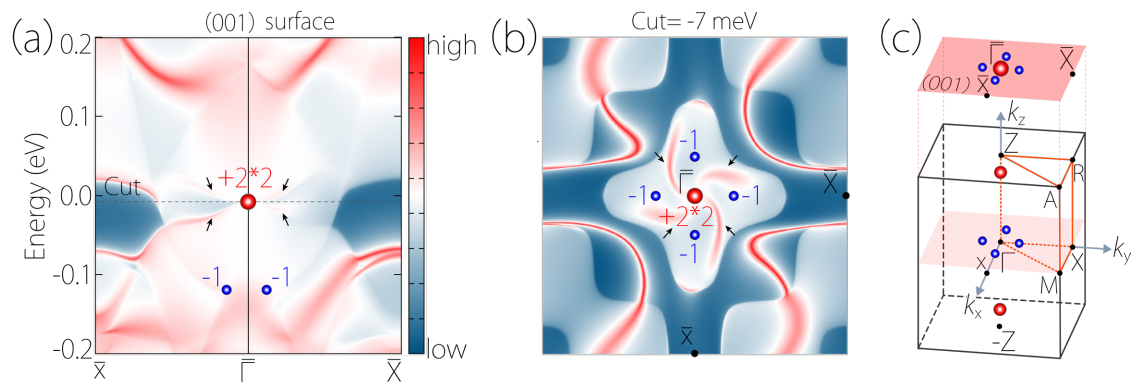 (a)
(001) surface
high
low
Energy (eV)
0.2
0.1
0.0
-0.1
-0.2
Cut
+2*2
-1
-1
X̄
Γ̄
X̄
(b)
Cut= -7 meV
-1
-1
-1
-1
Γ̄
+2*2
X̄
X̄
(c)
Γ̄
X̄
(001)
X̄
k_z
Z
R
A
Γ
X
X
M
k_y
k_x
-Z